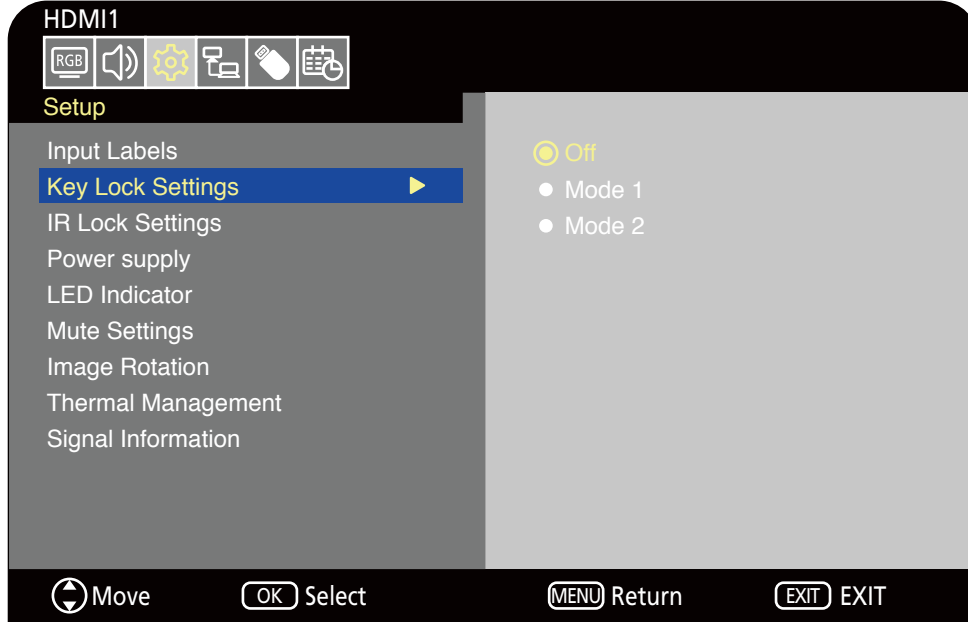 HDMI1
RGB
Setup
Input Labels
Key Lock Settings
IR Lock Settings
Power supply
LED Indicator
Mute Settings
Image Rotation
Thermal Management
Signal Information
Off
Mode 1
Mode 2
Move OK Select MENU Return EXIT EXIT